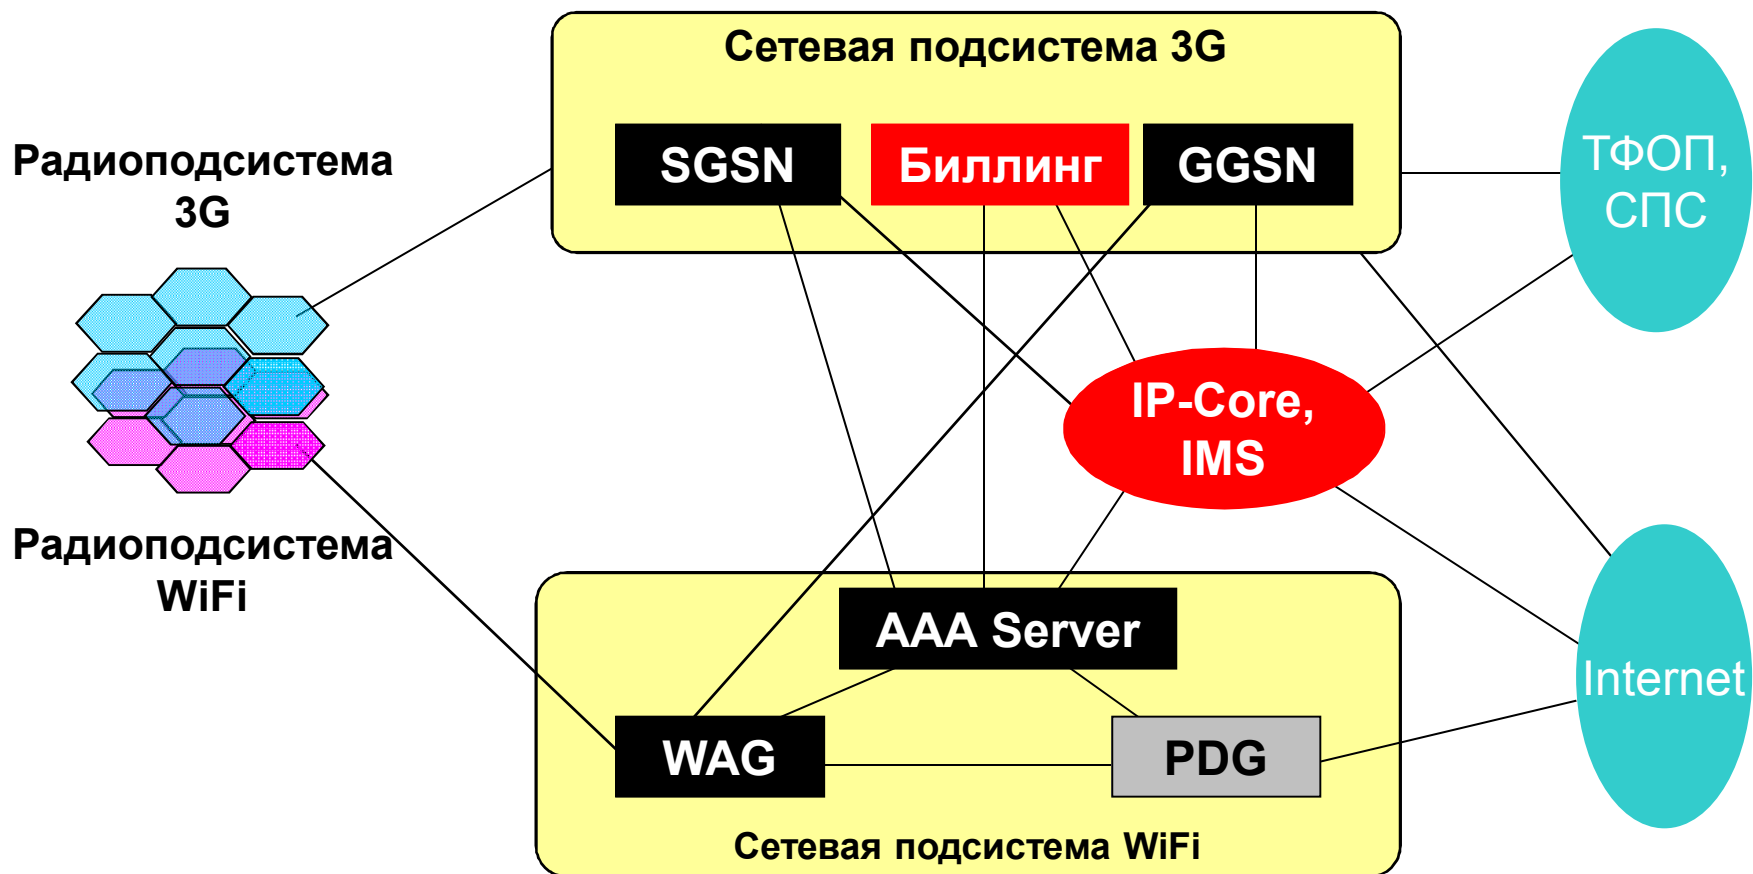 Сетевая подсистема 3G
SGSN
Биллинг
GGSN
ТФОП,
СПС
Радиоподсистема
3G
IP-Core,
IMS
Радиоподсистема
WiFi
AAA Server
Internet
WAG
PDG
Сетевая подсистема WiFi